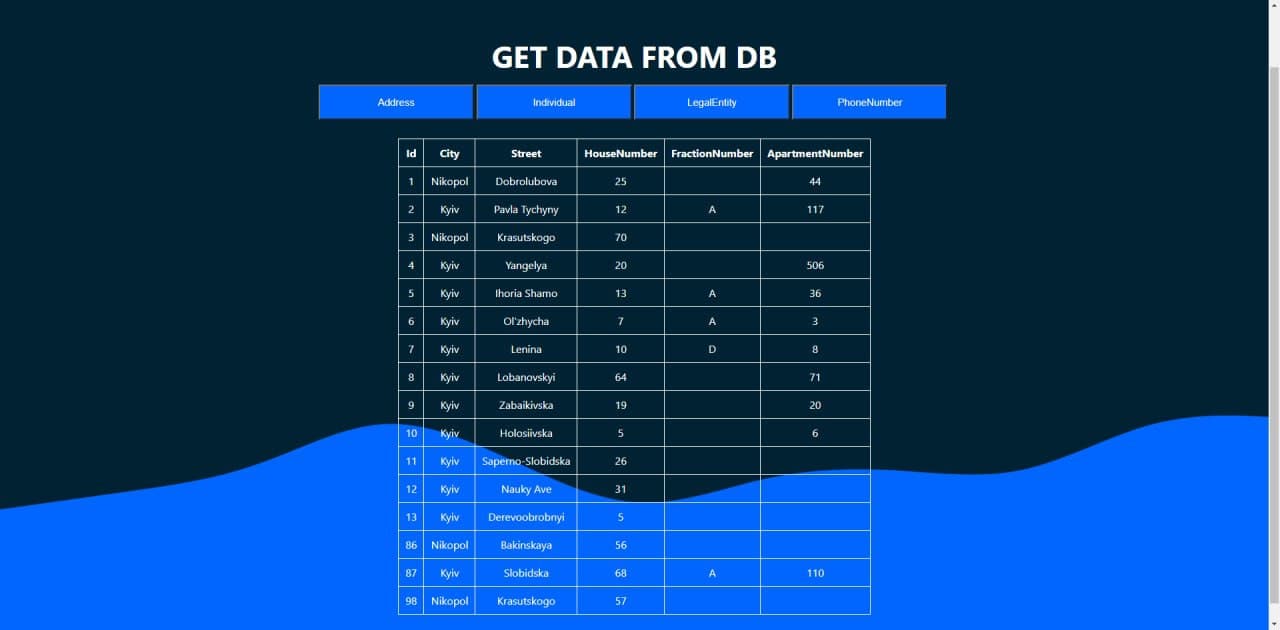 GET DATA FROM DB
Address Individual LegalEntity PhoneNumber
Id City Street HouseNumber FractionNumber ApartmentNumber
1 Nikopol Dobrolubova 25 44
2 Kyiv Pavla Tychyny 12 A 117
3 Nikopol Krasutskogo 70
4 Kyiv Yangelya 20 506
5 Kyiv Ihoria Shamo 13 A 36
6 Kyiv Ol'zhycha 7 A 3
7 Kyiv Lenina 10 D 8
8 Kyiv Lobanovskyi 64 71
9 Kyiv Zabaikivska 19 20
10 Kyiv Holosiivska 5 6
11 Kyiv Saperno-Slobidska 26
12 Kyiv Nauky Ave 31
13 Kyiv Derevoobrobnyi 5
86 Nikopol Bakinskaya 56
87 Kyiv Slobidska 68 A 110
98 Nikopol Krasutskogo 57